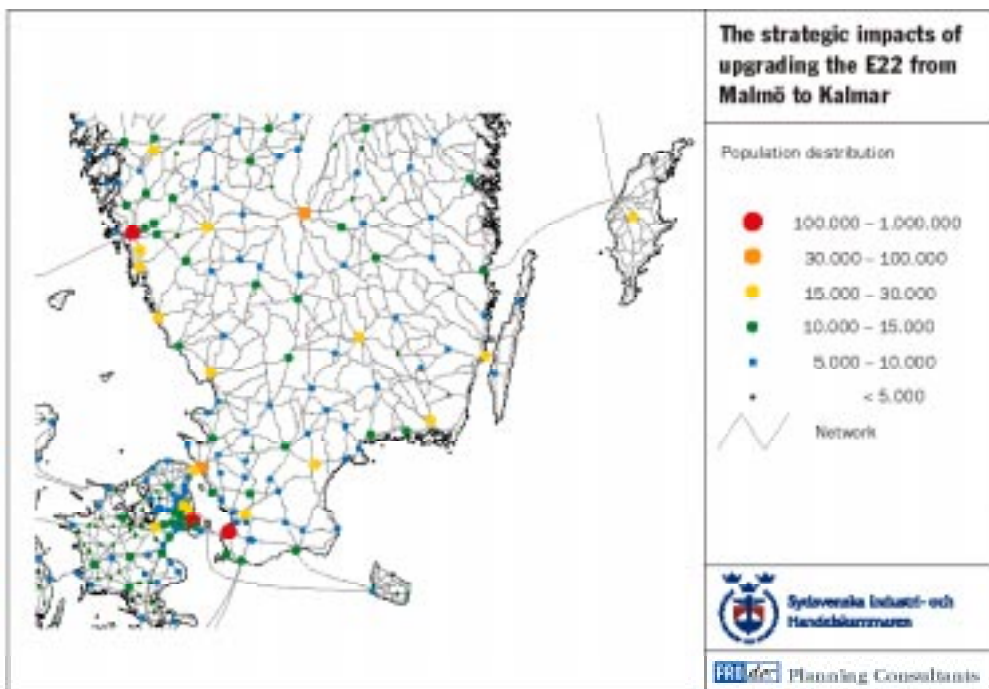 The strategic impacts of
upgrading the E22 from
Malmö to Kalmar
Population destribution
100.000 – 1.000.000
30.000 – 100.000
15.000 – 30.000
10.000 – 15.000
5.000 – 10.000
< 5.000
Network
Sydsvenska Industri- och
Handelskammaren
PROdec Planning Consultants